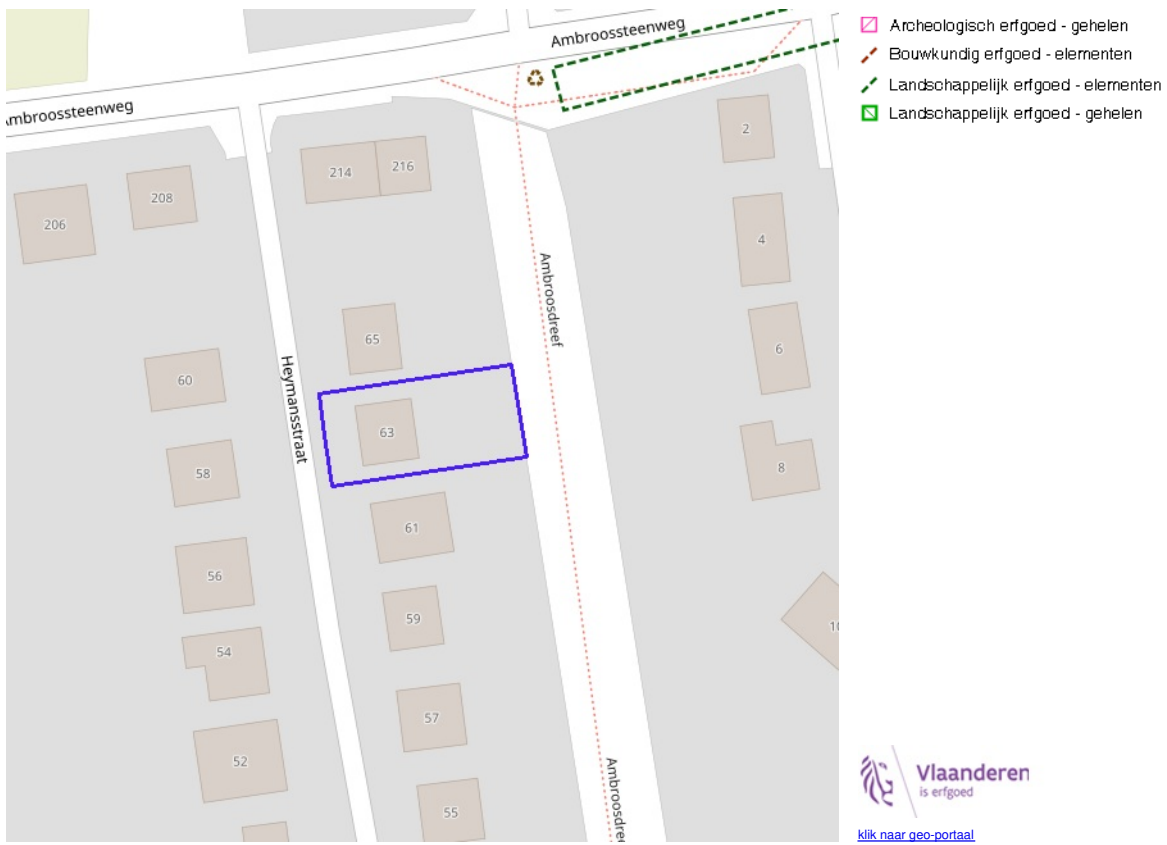 Ambroossteenweg
Archeologisch erfgoed - gehelen
Bouwkundig erfgoed - elementen
Landschappelijk erfgoed - elementen
Landschappelijk erfgoed - gehelen
Ambroossteenweg
2
214
216
206
208
4
Ambroosdreef
65
6
60
Heymansstraat
63
58
8
61
56
59
54
57
52
55
Ambroosdreef
Vlaanderen
is erfgoed
klik naar geo-portaal